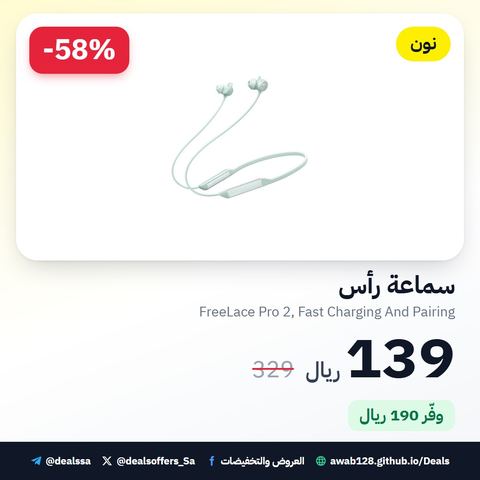 -58%
نون
سماعة رأس
FreeLace Pro 2, Fast Charging And Pairing
139 ريال 329
وفّر 190 ريال
@dealssa @dealsoffers_Sa العروض والتخفيضات awab128.github.io/Deals